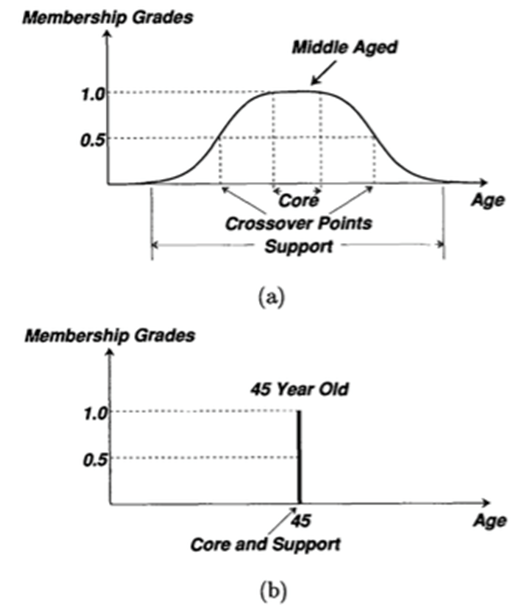 Membership Grades
Middle Aged
1.0
0.5
Core
Age
Crossover Points
Support
(a)
Membership Grades
45 Year Old
1.0
0.5
45
Age
Core and Support
(b)